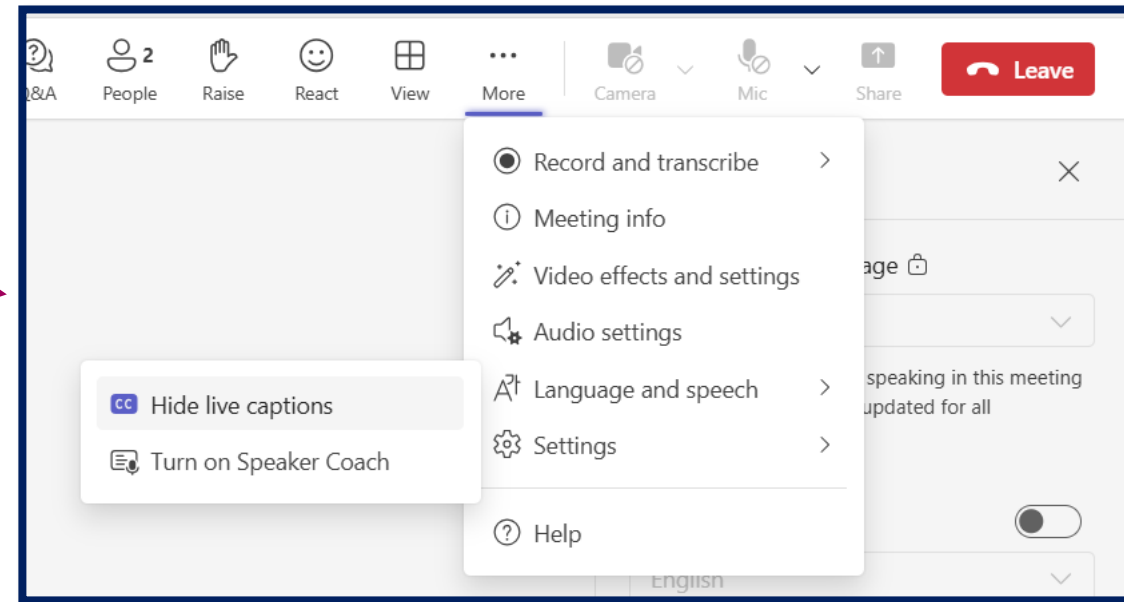 Q&A People 2 Raise React View More Camera Mic Share Leave
Record and transcribe
Meeting info
Video effects and settings
Audio settings
Language and speech
Settings
Help
CC Hide live captions
Turn on Speaker Coach
age
speaking in this meeting
updated for all
English